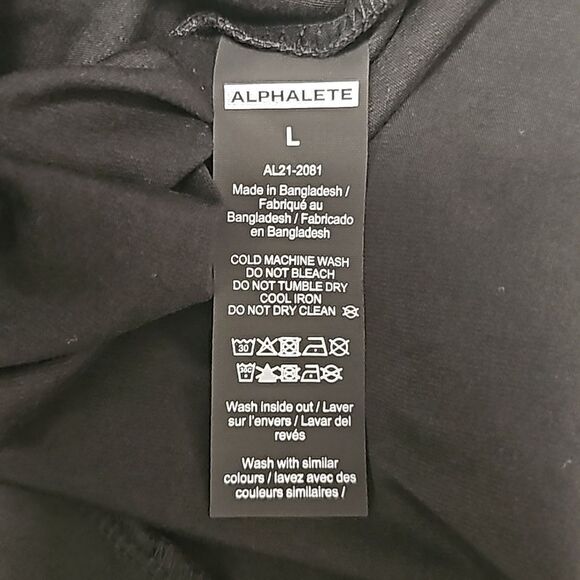 ALPHALETE
L
AL21-2081
Made in Bangladesh /
Fabriqué au
Bangladesh / Fabricado
en Bangladesh
COLD MACHINE WASH
DO NOT BLEACH
DO NOT TUMBLE DRY
COOL IRON
DO NOT DRY CLEAN
30
30C
Wash inside out / Laver
sur l'envers / Lavar del
revés
Wash with similar
colours / lavez avec des
couleurs similaires /